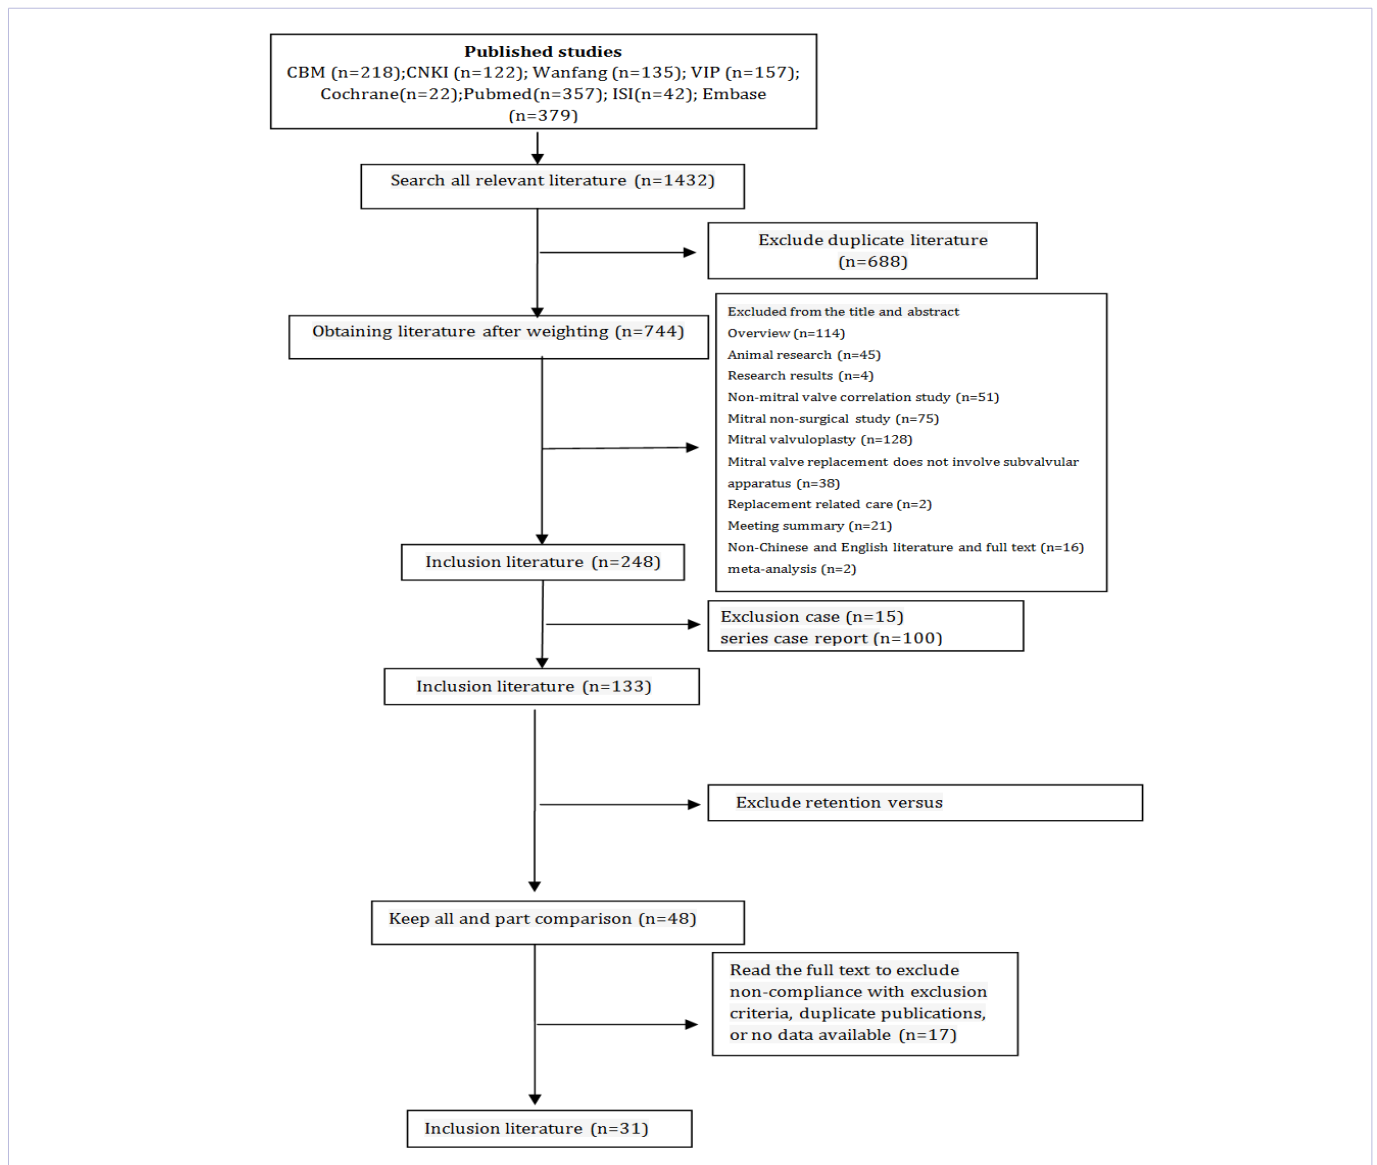 Published studies
CBM (n=218);CNKI (n=122); Wanfang (n=135); VIP (n=157);
Cochrane(n=22);Pubmed(n=357); ISI(n=42); Embase
(n=379)
Search all relevant literature (n=1432)
Exclude duplicate literature
(n=688)
Obtaining literature after weighting (n=744)
Excluded from the title and abstract
Overview (n=114)
Animal research (n=45)
Research results (n=4)
Non-mitral valve correlation study (n=51)
Mitral non-surgical study (n=75)
Mitral valvuloplasty (n=128)
Mitral valve replacement does not involve subvalvular
apparatus (n=38)
Replacement related care (n=2)
Meeting summary (n=21)
Non-Chinese and English literature and full text (n=16)
meta-analysis (n=2)
Inclusion literature (n=248)
Exclusion case (n=15)
series case report (n=100)
Inclusion literature (n=133)
Exclude retention versus
Keep all and part comparison (n=48)
Read the full text to exclude
non-compliance with exclusion
criteria, duplicate publications,
or no data available (n=17)
Inclusion literature (n=31)